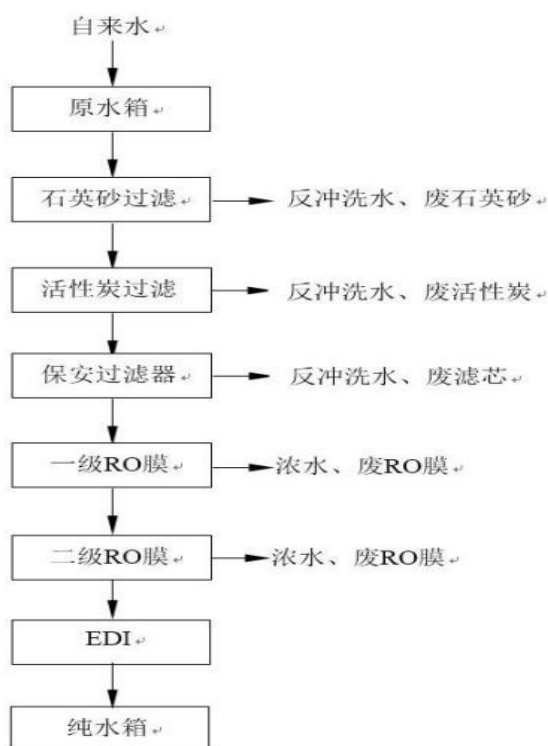 自来水
原水箱
石英砂过滤 反冲洗水、废石英砂
活性炭过滤 反冲洗水、废活性炭
保安过滤器 反冲洗水、废滤芯
一级RO膜 浓水、废RO膜
二级RO膜 浓水、废RO膜
EDI
纯水箱